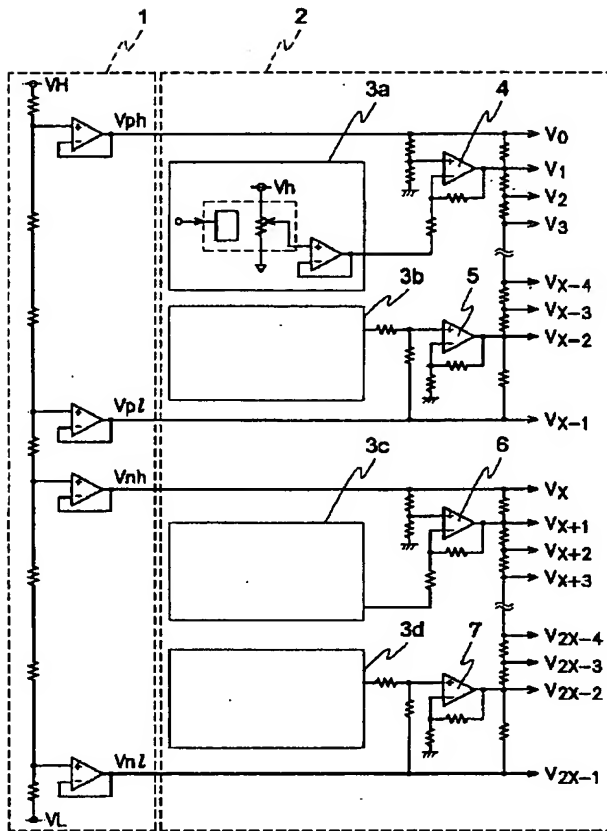 1
2
VH
Vph
3a
4
V0
V1
Vh
V2
V3
3b
5
VX-4
VX-3
VX-2
Vpl
VX-1
Vnh
3c
6
VX
VX+1
VX+2
VX+3
3d
7
V2X-4
V2X-3
V2X-2
Vnl
V2X-1
VL